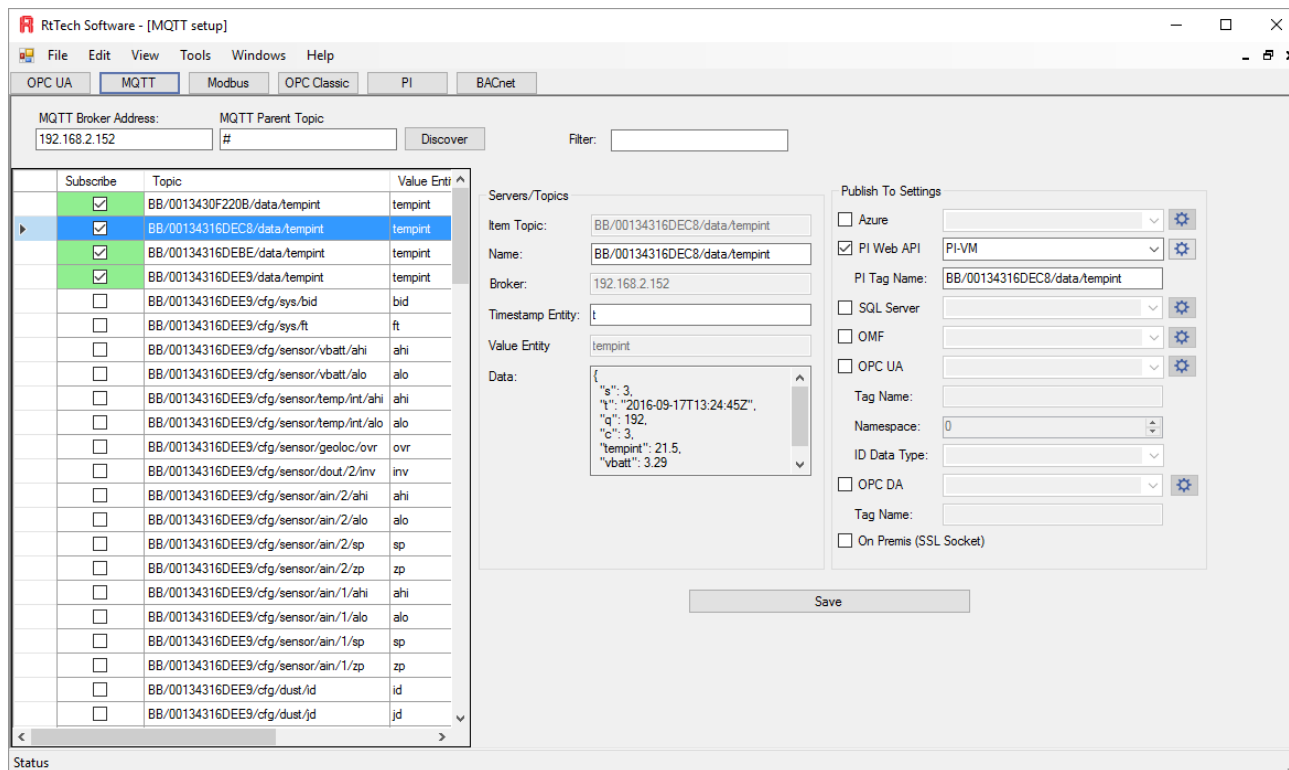 RtTech Software - [MQTT setup]
File Edit View Tools Windows Help
OPC UA MQTT Modbus OPC Classic PI BACnet
MQTT Broker Address: MQTT Parent Topic
192.168.2.152 # Discover Filter:
Subscribe Topic Value Enti
BB/0013430F220B/data/tempint tempint
BB/00134316DEC8/data/tempint tempint
BB/00134316DEBE/data/tempint tempint
BB/00134316DEE9/data/tempint tempint
BB/00134316DEE9/cfg/sys/bid bid
BB/00134316DEE9/cfg/sys/ft ft
BB/00134316DEE9/cfg/sensor/vbatt/ahi ahi
BB/00134316DEE9/cfg/sensor/vbatt/alo alo
BB/00134316DEE9/cfg/sensor/temp/int/ahi ahi
BB/00134316DEE9/cfg/sensor/temp/int/alo alo
BB/00134316DEE9/cfg/sensor/geoloc/ovr ovr
BB/00134316DEE9/cfg/sensor/dout/2/inv inv
BB/00134316DEE9/cfg/sensor/ain/2/ahi ahi
BB/00134316DEE9/cfg/sensor/ain/2/alo alo
BB/00134316DEE9/cfg/sensor/ain/2/sp sp
BB/00134316DEE9/cfg/sensor/ain/2/zp zp
BB/00134316DEE9/cfg/sensor/ain/1/ahi ahi
BB/00134316DEE9/cfg/sensor/ain/1/alo alo
BB/00134316DEE9/cfg/sensor/ain/1/sp sp
BB/00134316DEE9/cfg/sensor/ain/1/zp zp
BB/00134316DEE9/cfg/dust/id id
BB/00134316DEE9/cfg/dust/jd jd
Servers/Topics
Item Topic: BB/00134316DEC8/data/tempint
Name: BB/00134316DEC8/data/tempint
Broker: 192.168.2.152
Timestamp Entity: t
Value Entity tempint
Data: {
"s": 3,
"t": "2016-09-17T13:24:45Z",
"q": 192,
"c": 3,
"tempint": 21.5,
"vbatt": 3.29
Publish To Settings
Azure
PI Web API PI-VM
PI Tag Name: BB/00134316DEC8/data/tempint
SQL Server
OMF
OPC UA
Tag Name:
Namespace: 0
ID Data Type:
OPC DA
Tag Name:
On Premis (SSL Socket)
Save
Status